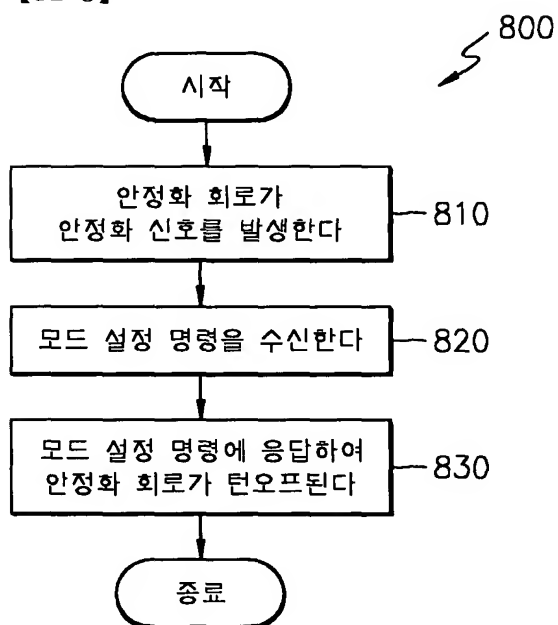 800
시작
안정화 회로가
안정화 신호를 발생한다
810
모드 설정 명령을 수신한다
820
모드 설정 명령에 응답하여
안정화 회로가 턴오프된다
830
종료